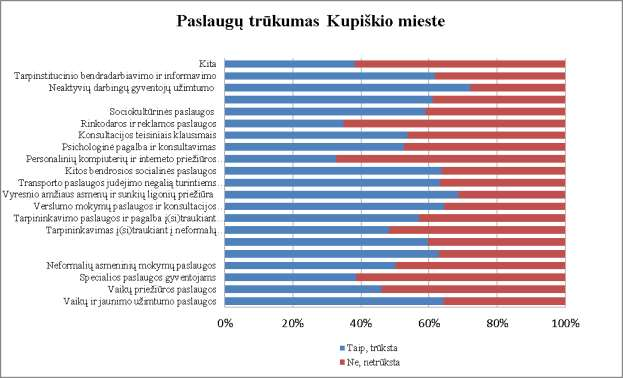 Paslaugų trūkumas Kupiškio mieste
Kita
Tarpinstitucinio bendradarbiavimo ir informavimo
Neaktyvių darbingų gyventojų užimtumo
Sociokultūrinės paslaugos
Rinkodaros ir reklamos paslaugos
Konsultacijos teisiniais klausimais
Psichologinė pagalba ir konsultavimas
Personalinių kompiuterių ir interneto priežiūros..
Kitos bendrosios socialinės paslaugos
Transporto paslaugos judėjimo negalią turintiems..
Vyresnio amžiaus asmenų ir sunkių ligonių priežiūra
Verslumo mokymų paslaugos ir konsultacijos..
Tarpininkavimo paslaugos ir pagalba į(si)traukiant..
Tarpininkavimas į(si)traukiant į neformalų..
Neformalių asmeninių mokymų paslaugos
Specialios paslaugos gyventojams
Vaikų priežiūros paslaugos
Vaikų ir jaunimo užimtumo paslaugos
0% 20% 40% 60% 80% 100%
Taip, trūksta
Ne, netrūksta